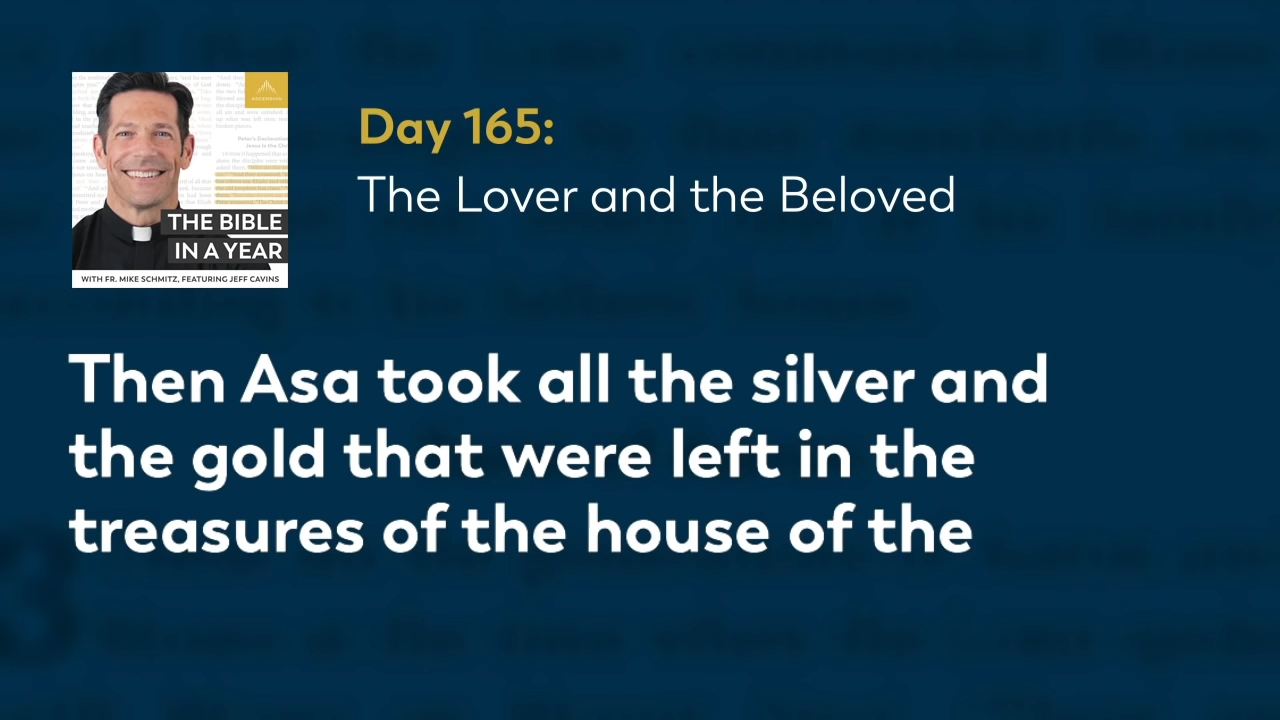 ASCENSION
THE BIBLE
IN A YEAR
WITH FR. MIKE SCHMITZ, FEATURING JEFF CAVINS
Day 165:
The Lover and the Beloved
Then Asa took all the silver and
the gold that were left in the
treasures of the house of the